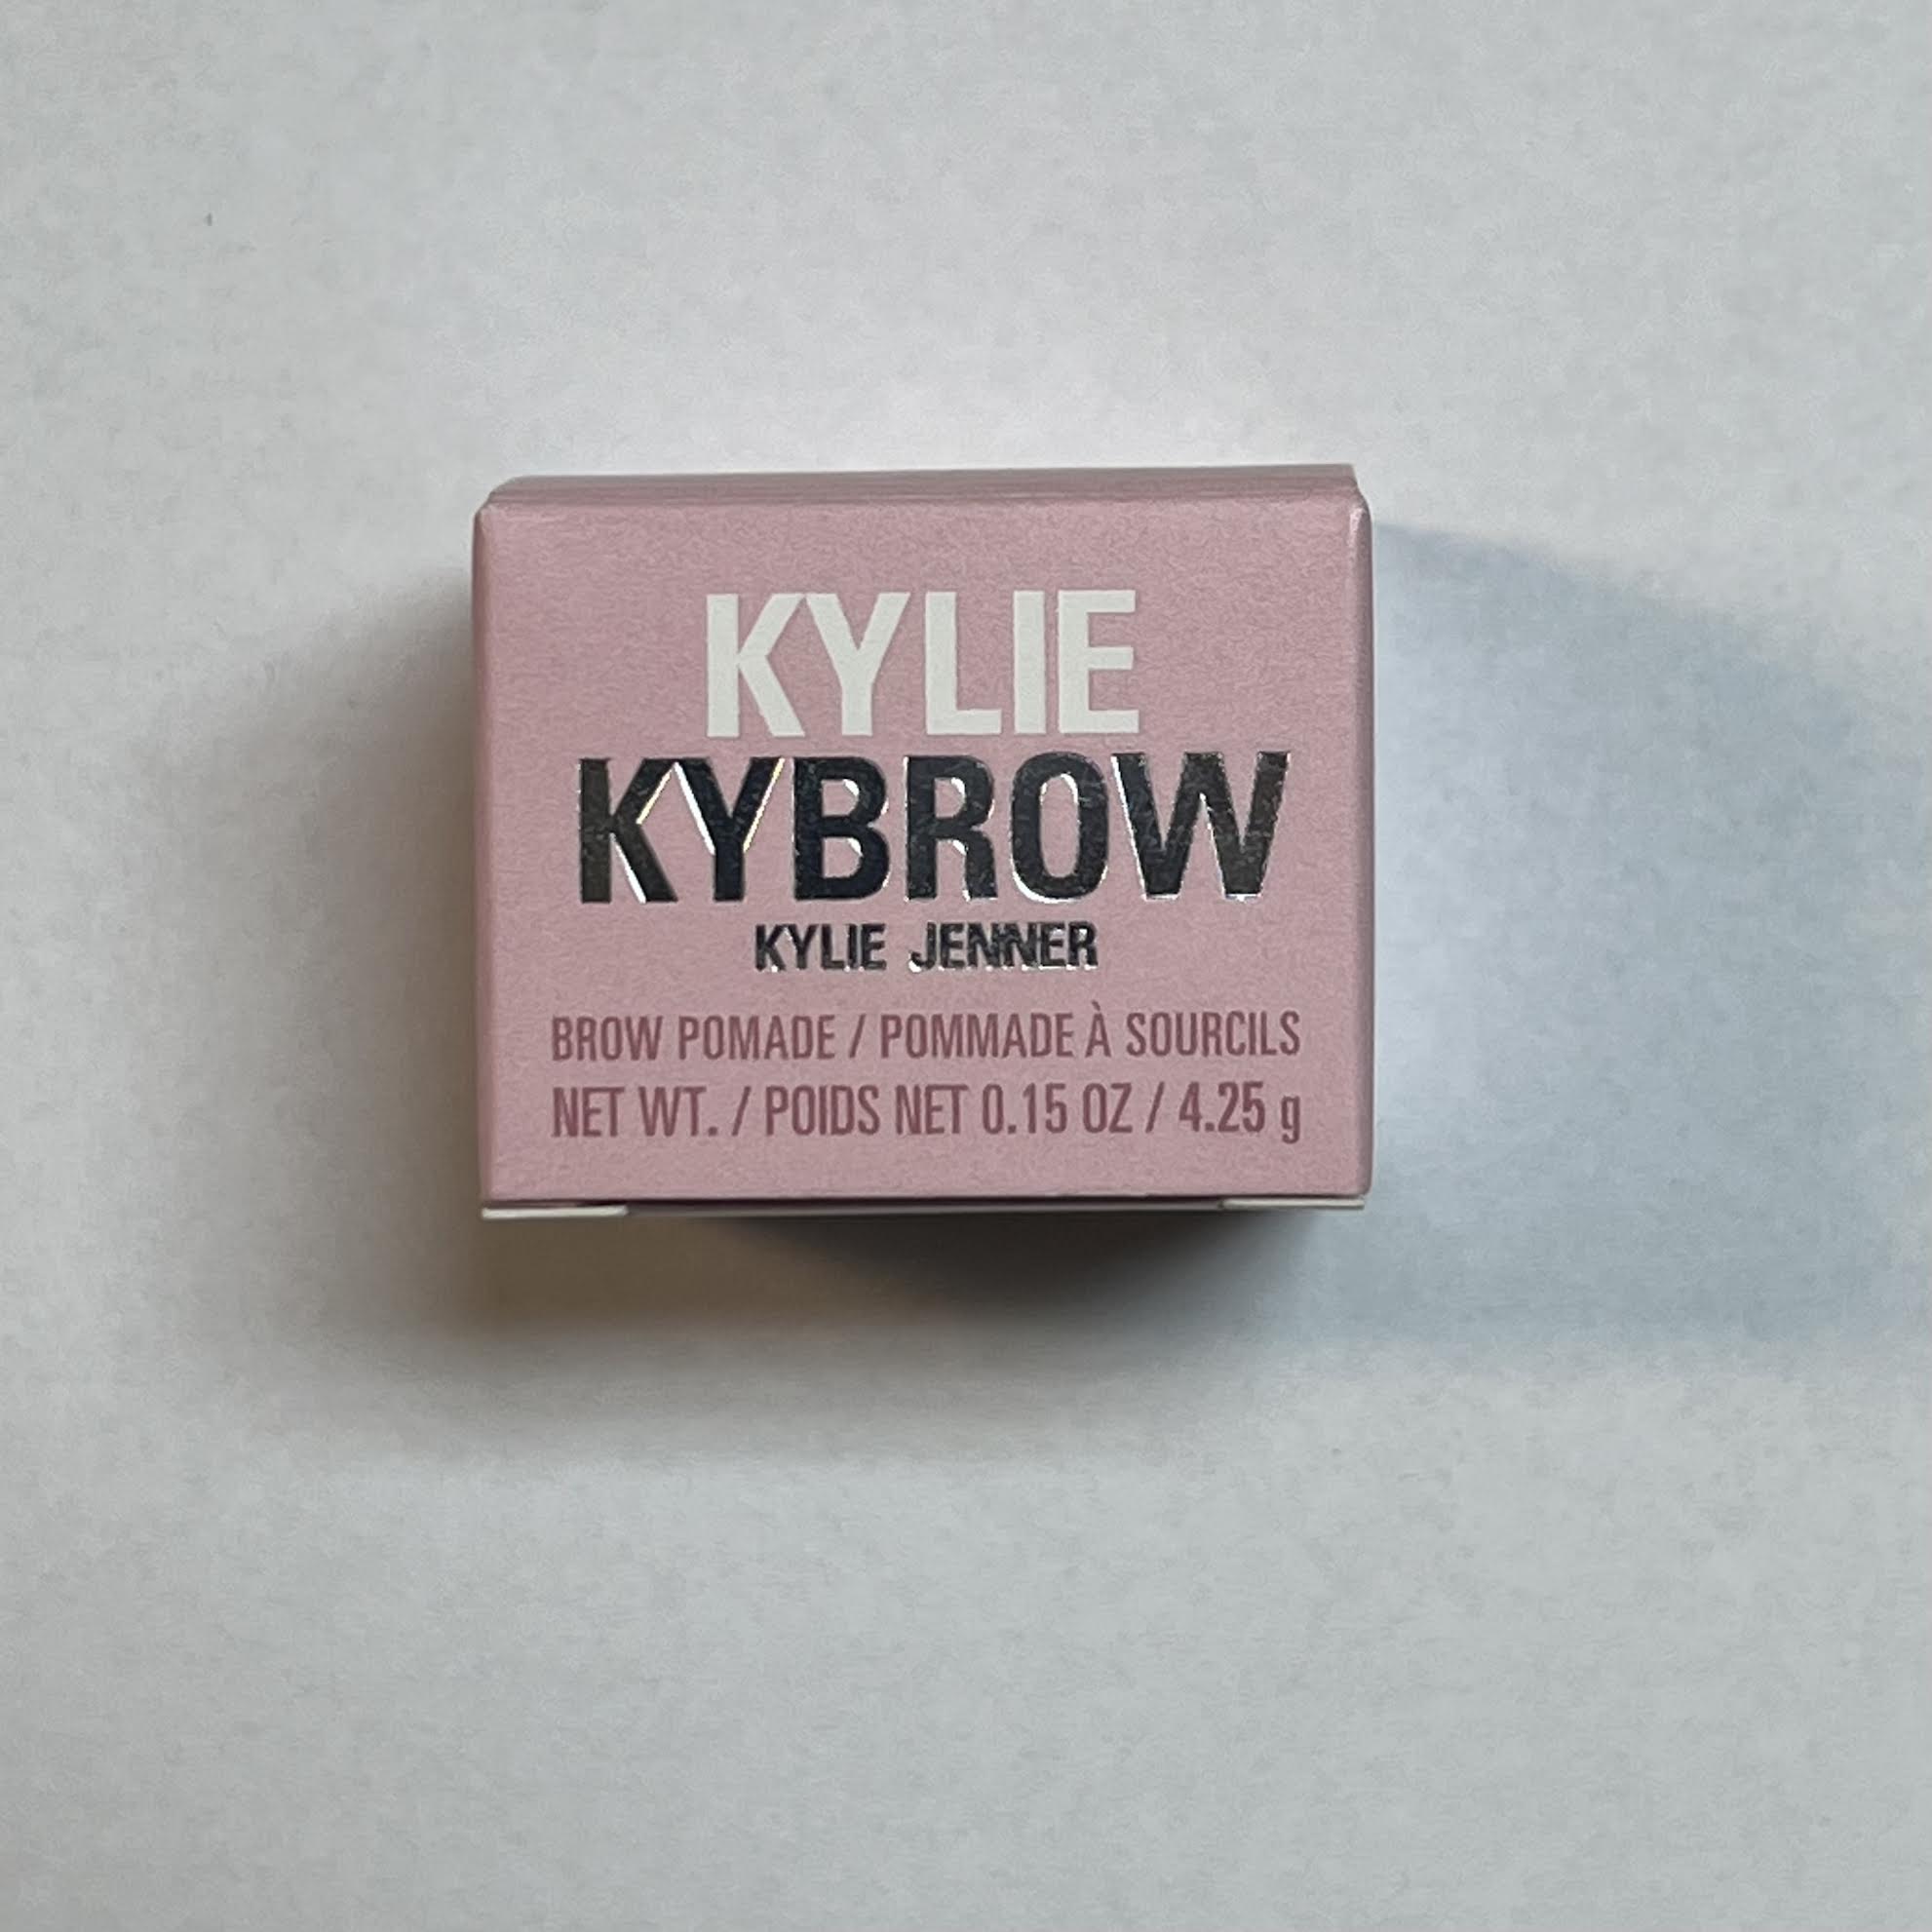 KYLIE
KYBROW
KYLIE JENNER
BROW POMADE / POMMADE À SOURCILS
NET WT. / POIDS NET 0.15 OZ / 4.25 g